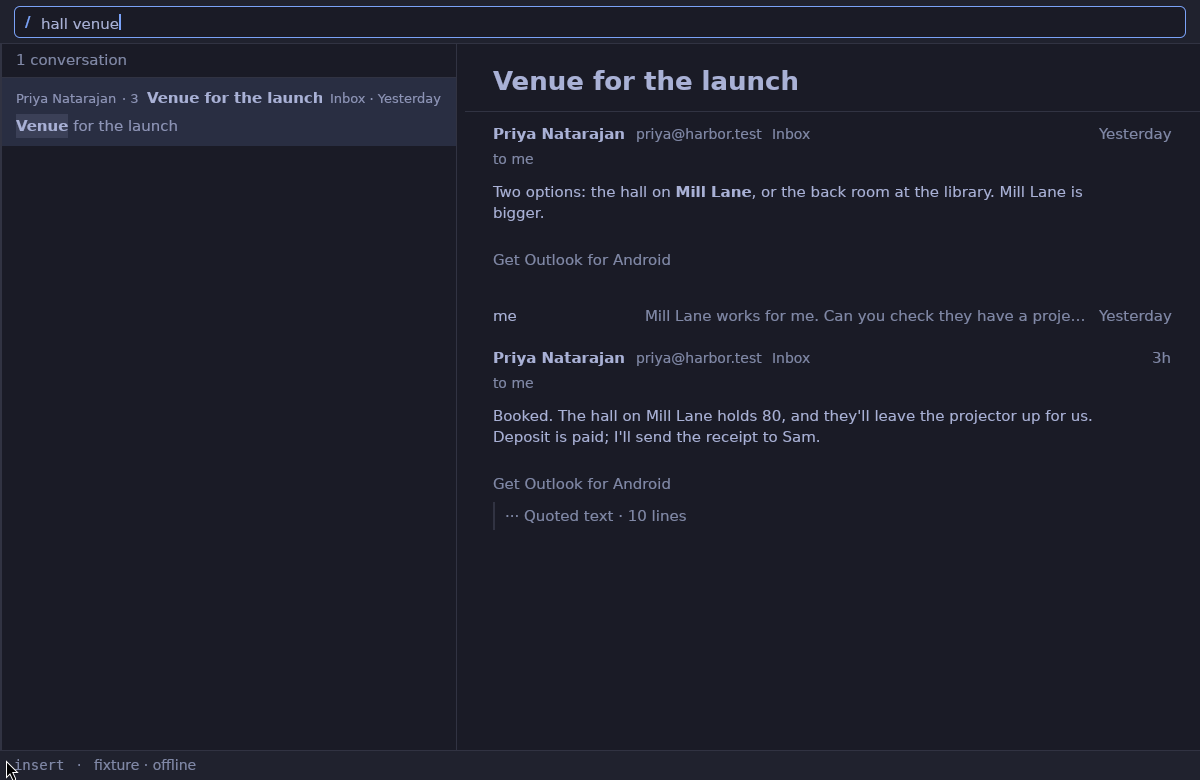 / hall venue
1 conversation
Priya Natarajan · 3 Venue for the launch Inbox · Yesterday
Venue for the launch
Venue for the launch
Priya Natarajan priya@harbor.test Inbox Yesterday
to me
Two options: the hall on Mill Lane, or the back room at the library. Mill Lane is
bigger.
Get Outlook for Android
me Mill Lane works for me. Can you check they have a proje… Yesterday
Priya Natarajan priya@harbor.test Inbox 3h
to me
Booked. The hall on Mill Lane holds 80, and they'll leave the projector up for us.
Deposit is paid; I'll send the receipt to Sam.
Get Outlook for Android
··· Quoted text · 10 lines
insert · fixture · offline